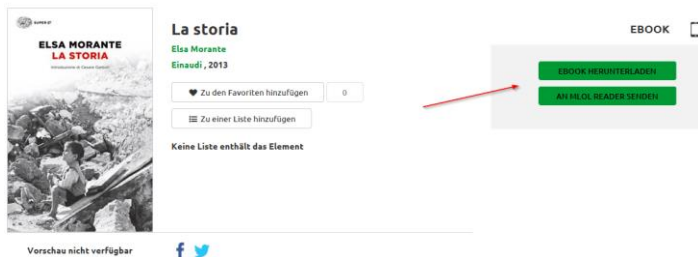 ELSA MORANTE
LA STORIA
La storia
Elsa Morante
Einaudi , 2013
Zu den Favoriten hinzufügen
0
Zu einer Liste hinzufügen
Keine Liste enthält das Element
Vorschau nicht verfügbar
EBOOK
EBOOK HERUNTERLADEN
AN MLOL READER SENDEN